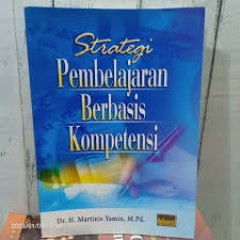 Strategi
Pembelajaran
Berbasis
Kompetensi
Dr. H. Martinis Yamin, M.Pd.